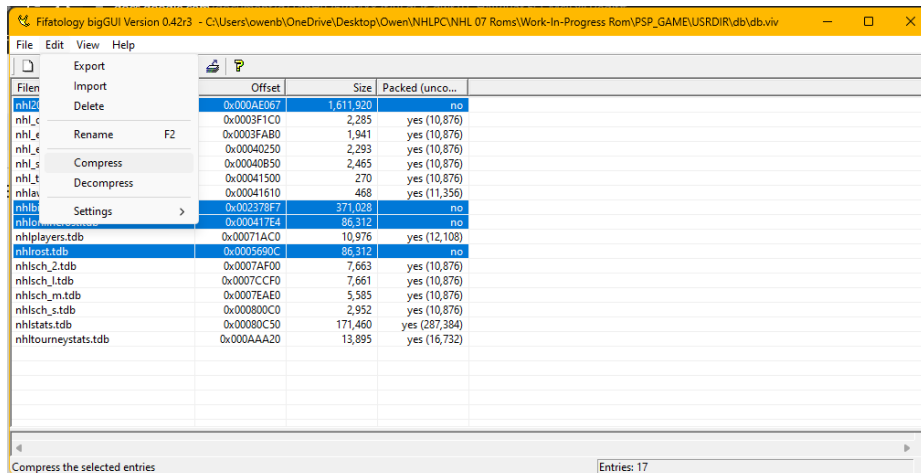 Fifatology bigGUI Version 0.42r3 - C:\Users\owenb\OneDrive\Desktop\Owen\NHLPC\NHL 07 Roms\Work-In-Progress Rom\PSP_GAME\USRDIR\db\db.viv
File Edit View Help
Export
Import
Delete
Rename F2
Compress
Decompress
Settings
Offset Size Packed (unco...
0x000AE067 1,611,920 no
0x0003F1C0 2,285 yes (10,876)
0x0003FAB0 1,941 yes (10,876)
0x00040250 2,293 yes (10,876)
0x00040B50 2,465 yes (10,876)
0x00041500 270 yes (10,876)
0x00041610 468 yes (11,356)
0x002378F7 371,028 no
0x000417E4 86,312 no
nhlplayers.tdb 0x00071AC0 10,976 yes (12,108)
nhlrost.tdb 0x0005690C 86,312 no
nhlsch_2.tdb 0x0007AF00 7,663 yes (10,876)
nhlsch_l.tdb 0x0007CCF0 7,661 yes (10,876)
nhlsch_m.tdb 0x0007EAE0 5,585 yes (10,876)
nhlsch_s.tdb 0x000800C0 2,952 yes (10,876)
nhlstats.tdb 0x00080C50 171,460 yes (287,384)
nhltourneystats.tdb 0x000AAA20 13,895 yes (16,732)
Compress the selected entries Entries: 17